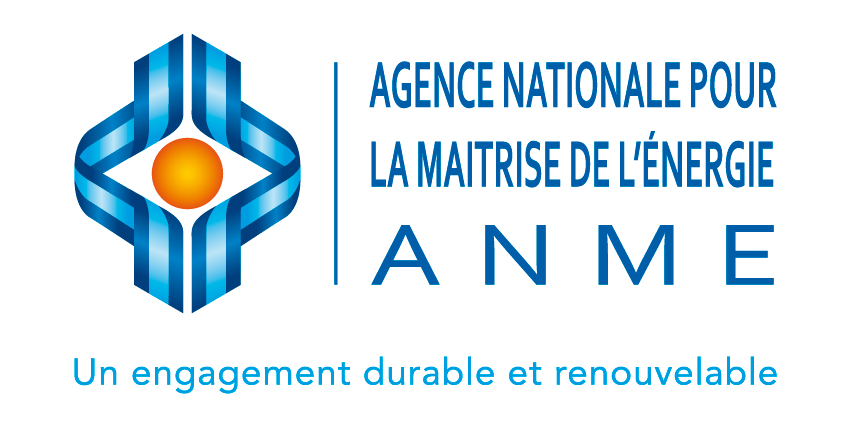 AGENCE NATIONALE POUR
LA MAITRISE DE L'ÉNERGIE
ANME
Un engagement durable et renouvelable